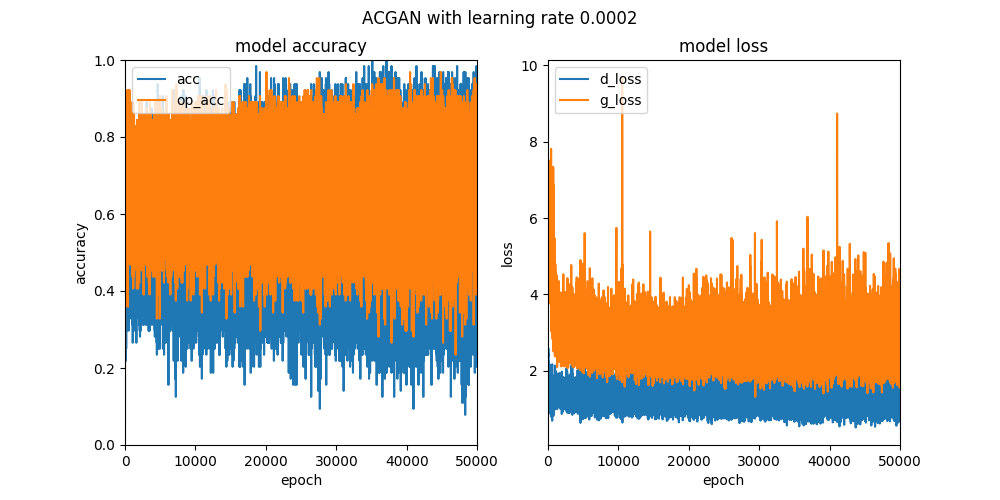 ACGAN with learning rate 0.0002
model accuracy
acc
op_acc
accuracy
1.0
0.8
0.6
0.4
0.2
0.0
0 10000 20000 30000 40000 50000
epoch
model loss
d_loss
g_loss
loss
10
8
6
4
2
0 10000 20000 30000 40000 50000
epoch